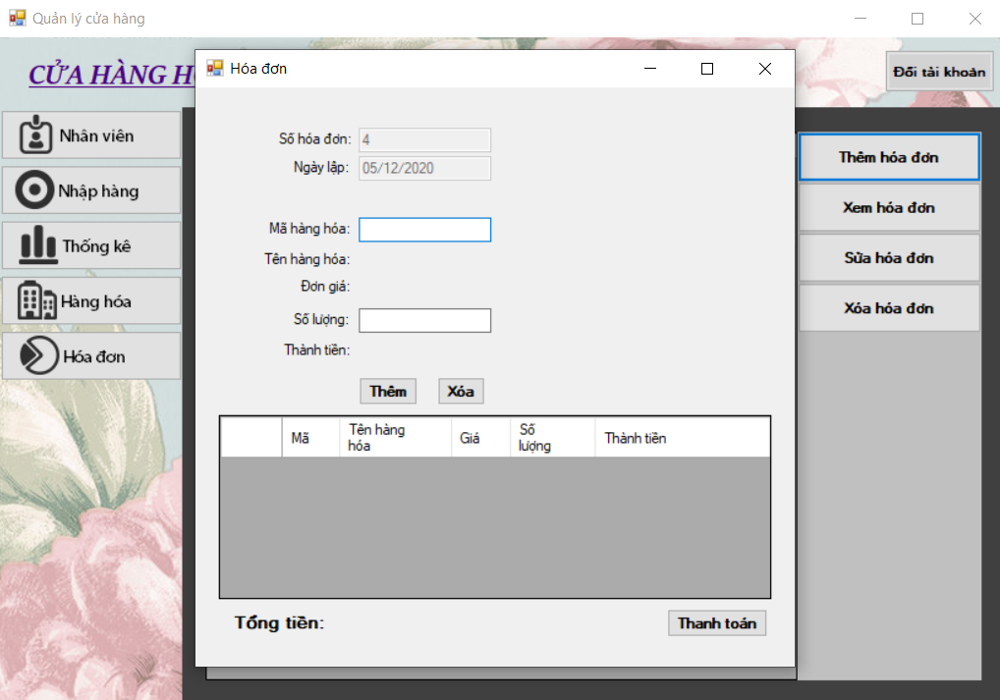 Quản lý cửa hàng
CỬA HÀNG
Đổi tài khoản
Nhân viên
Nhập hàng
Thống kê
Hàng hóa
Hóa đơn
Hóa đơn
Số hóa đơn: 4
Ngày lập: 05/12/2020
Mã hàng hóa:
Tên hàng hóa:
Đơn giá:
Số lượng:
Thành tiền:
Thêm Xóa
Mã Tên hàng hóa Giá Số lượng Thành tiền
Tổng tiền: Thanh toán
Thêm hóa đơn
Xem hóa đơn
Sửa hóa đơn
Xóa hóa đơn